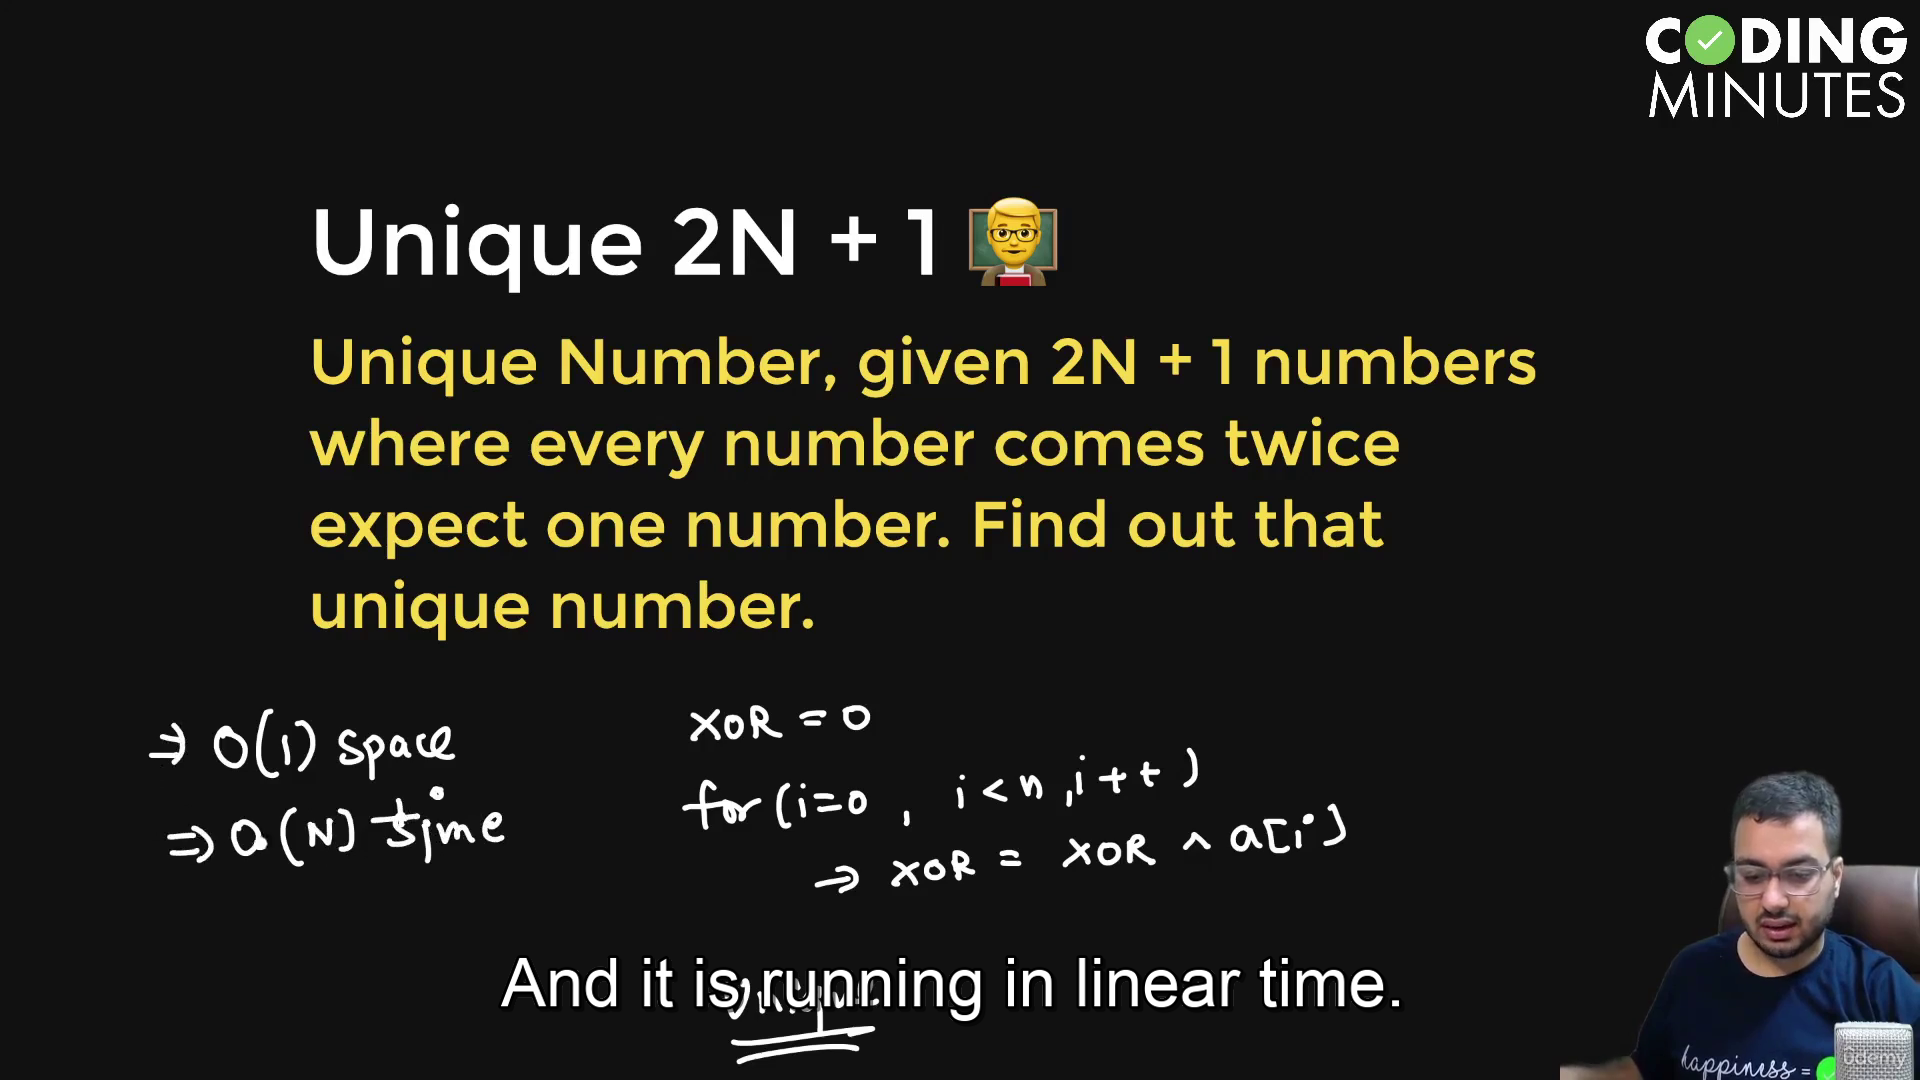 CODING
MINUTES
Unique 2N + 1
Unique Number, given 2N + 1 numbers
where every number comes twice
expect one number. Find out that
unique number.
⇒ O(1) space
⇒ O(N) time
XOR = 0
for (i=0 , i<n ,i++ )
⇒ XOR = XOR ^ a[i]
And it is running in linear time.
happiness =
ûdemy